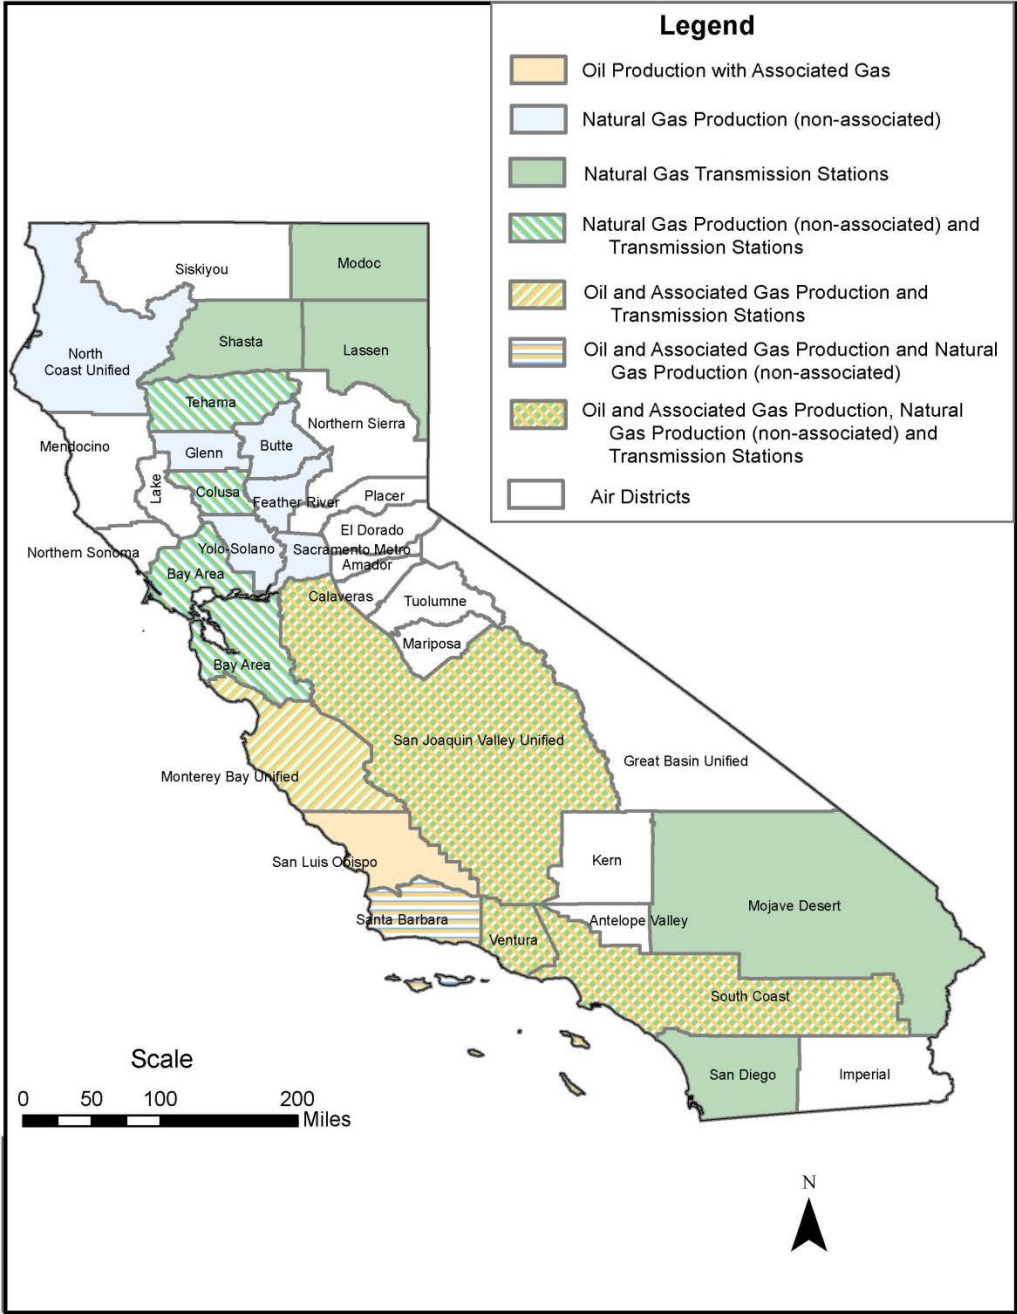 Legend
Oil Production with Associated Gas
Natural Gas Production (non-associated)
Natural Gas Transmission Stations
Natural Gas Production (non-associated) and
Transmission Stations
Oil and Associated Gas Production and
Transmission Stations
Oil and Associated Gas Production and Natural
Gas Production (non-associated)
Oil and Associated Gas Production, Natural
Gas Production (non-associated) and
Transmission Stations
Air Districts
Siskiyou
Modoc
North
Coast Unified
Shasta
Lassen
Tehama
Northern Sierra
Mendocino
Glenn
Butte
Lake
Colusa
Feather River
Placer
El Dorado
Northern Sonoma
Yolo-Solano
Sacramento Metro
Amador
Bay Area
Calaveras
Tuolumne
Mariposa
Bay Area
San Joaquin Valley Unified
Great Basin Unified
Monterey Bay Unified
San Luis Obispo
Kern
Mojave Desert
Santa Barbara
Antelope Valley
Ventura
South Coast
San Diego
Imperial
Scale
0 50 100 200
Miles
N